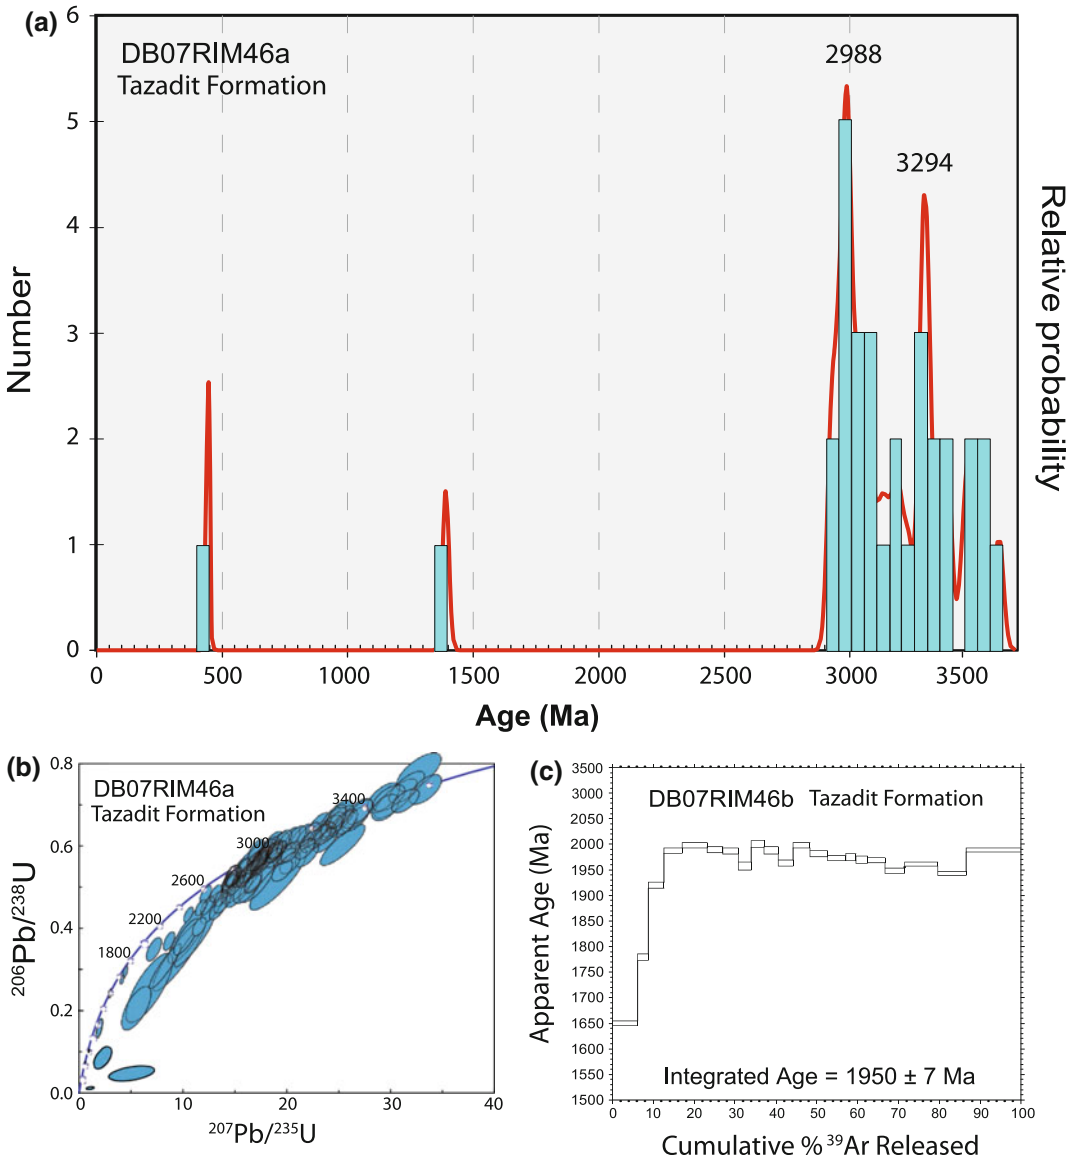 (a)
DB07RIM46a
Tazadit Formation
2988
3294
Number
Relative probability
6
5
4
3
2
1
0
0 500 1000 1500 2000 2500 3000 3500
Age (Ma)
(b)
DB07RIM46a
Tazadit Formation
0.8
0.6
0.4
0.2
0.0
3400
3000
2600
2200
1800
206Pb/238U
0 10 20 30 40
207Pb/235U
(c)
DB07RIM46b Tazadit Formation
3500
3050
3000
2150
2100
2050
2000
1950
1900
1850
1800
1750
1700
1650
1600
1550
1500
Apparent Age (Ma)
Integrated Age = 1950 ± 7 Ma
0 10 20 30 40 50 60 70 80 90 100
Cumulative % 39Ar Released